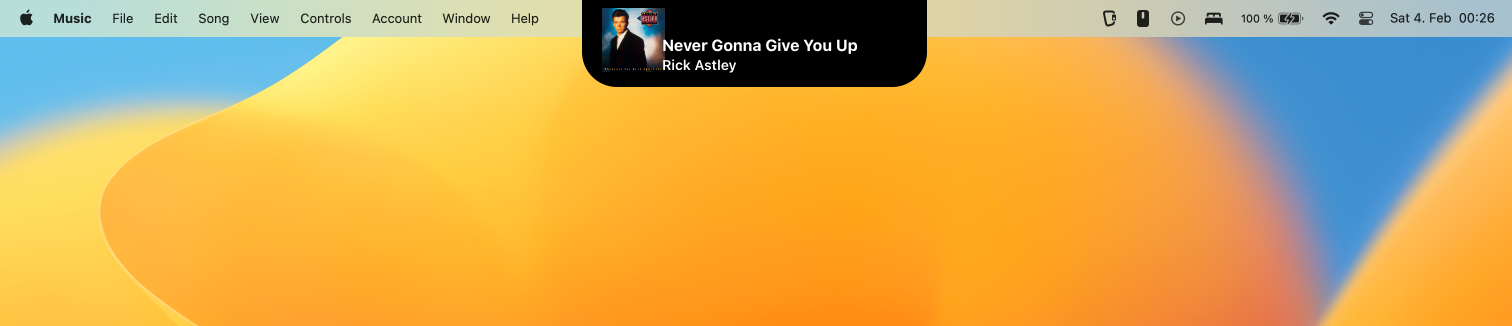 Music File Edit Song View Controls Account Window Help
Never Gonna Give You Up
Rick Astley
100 % Sat 4. Feb 00:26